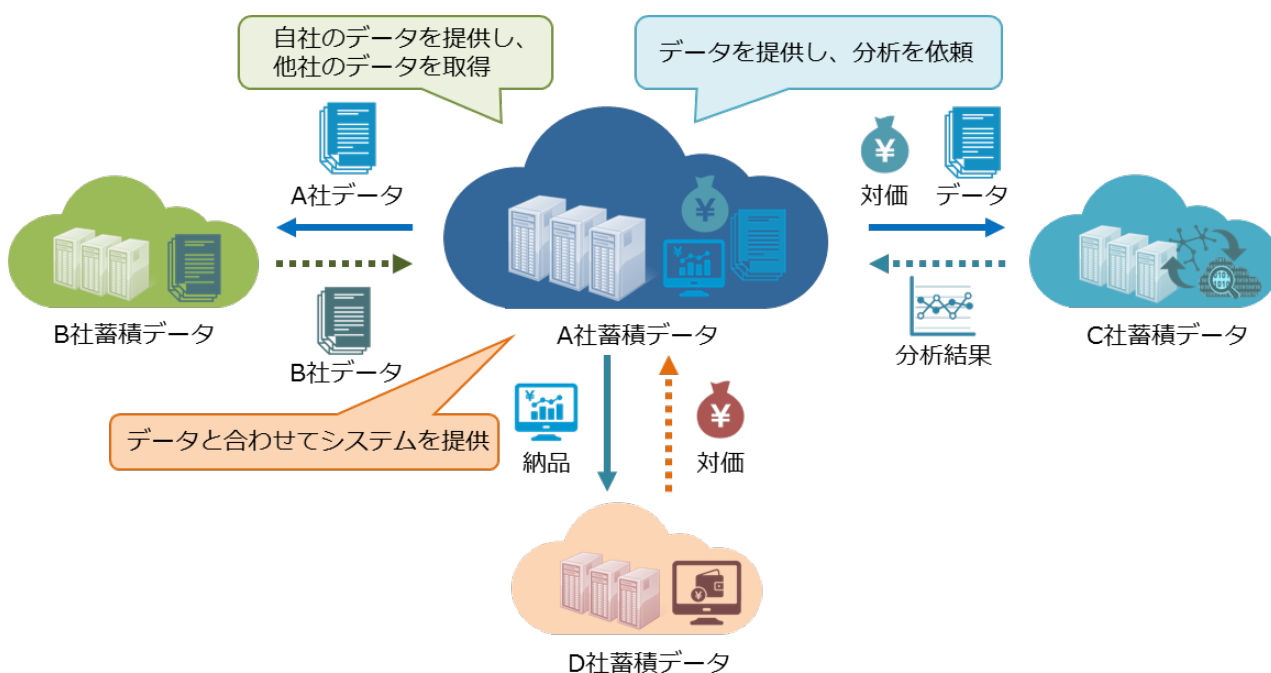 自社のデータを提供し、
他社のデータを取得
データを提供し、分析を依頼
A社データ
対価
データ
B社蓄積データ
B社データ
A社蓄積データ
分析結果
C社蓄積データ
データと合わせてシステムを提供
納品
対価
D社蓄積データ